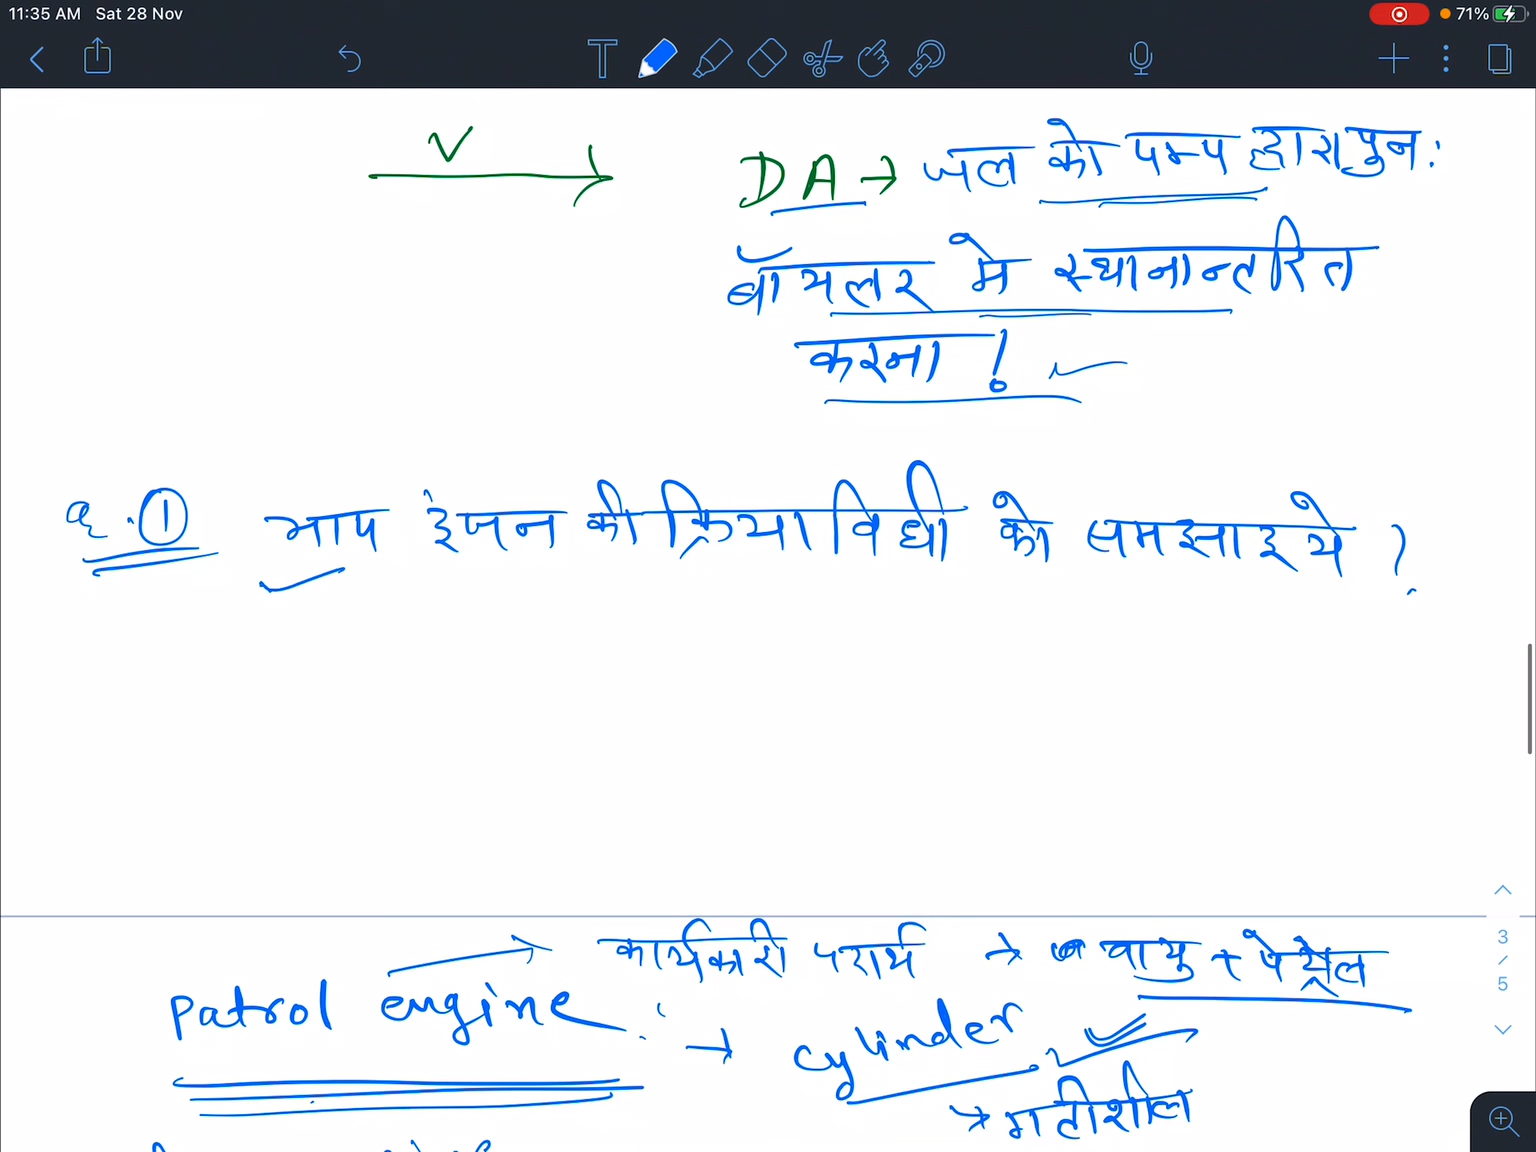 11:35 AM Sat 28 Nov
71%
V
DA → जल को पम्प द्वारा पुनः
बॉयलर मे स्थानान्तरित
करना !
Q.1 भाप इंजन की क्रियाविधी को समझाइये ?
कार्यकारी पदार्थ → वायु + पेट्रोल
Patrol engine → cylinder
→ गतीशील
3 / 5